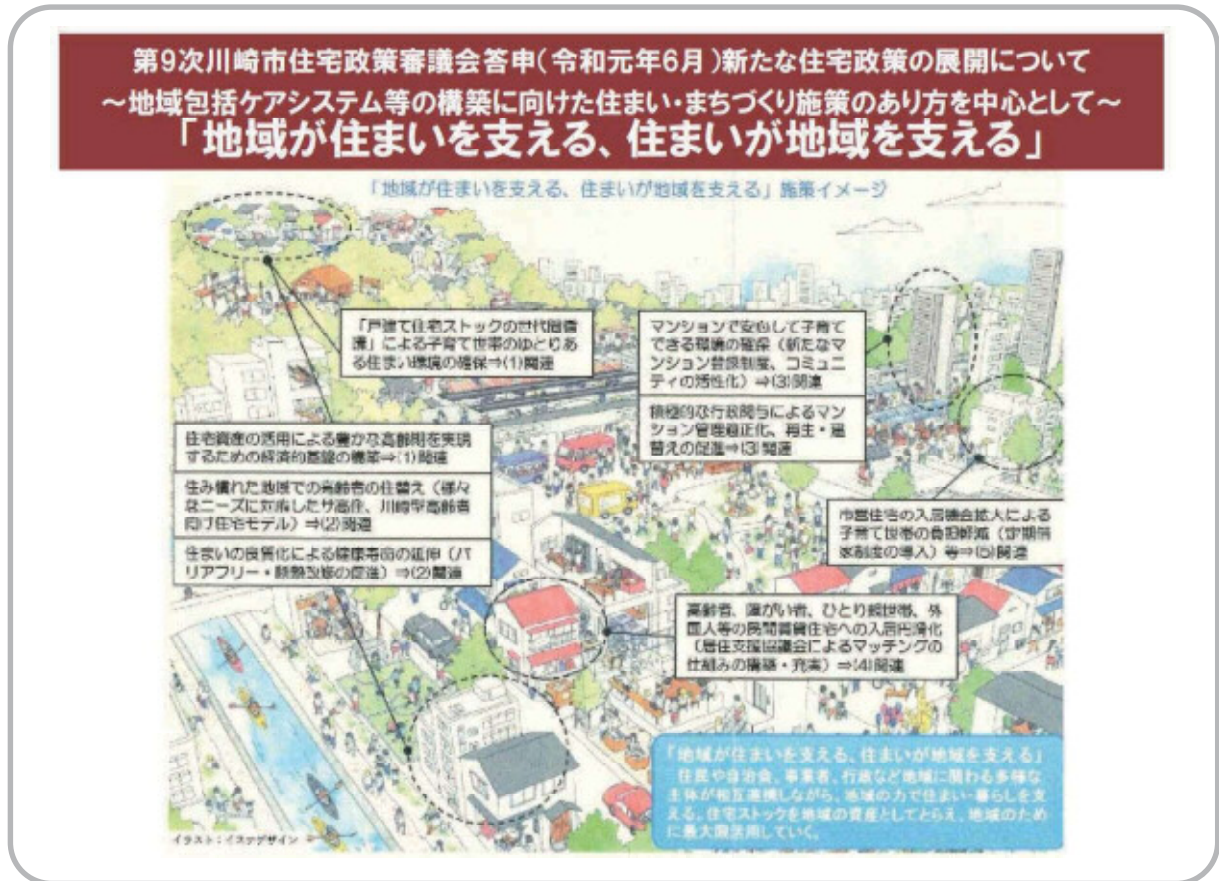 第9次川崎市住宅政策審議会答申(令和元年6月)新たな住宅政策の展開について
~地域包括ケアシステム等の構築に向けた住まい・まちづくり施策のあり方を中心として~
「地域が住まいを支える、住まいが地域を支える」
「地域が住まいを支える、住まいが地域を支える」施策イメージ
「戸建て住宅ストックの世代間循
環」による子育て世帯のゆとりあ
る住まい環境の確保⇒(1)関連
マンションで安心して子育て
できる環境の確保(新たなマ
ンション登録制度、コミュニ
ティの活性化)⇒(3)関連
積極的な行政関与によるマン
ション管理適正化、再生・建
替えの促進⇒(3)関連
住宅資産の活用による豊かな高齢期を実現
するための経済的基盤の構築⇒(1)関連
住み慣れた地域での高齢者の住替え(様々
なニーズに対応したサ高住、川崎型高齢者
向け住宅モデル)⇒(2)関連
住まいの良質化による健康寿命の延伸(バ
リアフリー・断熱改修の促進)⇒(2)関連
市営住宅の入居機会拡大による
子育て世帯の負担軽減(定期借
家制度の導入)等⇒(5)関連
高齢者、障がい者、ひとり親世帯、外
国人等の民間賃貸住宅への入居円滑化
(居住支援協議会によるマッチングの
仕組みの構築・充実)⇒(4)関連
「地域が住まいを支える、住まいが地域を支える」
住民や自治会、事業者、行政など地域に関わる多様な
主体が相互連携しながら、地域の力で住まい・暮らしを支
える。住宅ストックを地域の資産としてとらえ、地域のため
に最大限活用していく。
イラスト:イスナデザイン